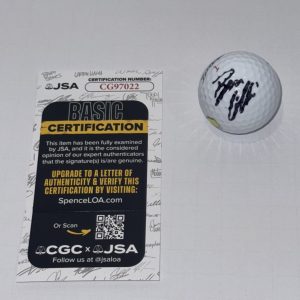 CERTIFICATION NUMBER:
JSA CG97022
BASIC
CERTIFICATION
This item has been fully examined
by JSA, and it is the considered
opinion of our expert authenticators
that the signature(s) is/are genuine.
UPGRADE TO A LETTER OF
AUTHENTICITY & VERIFY THIS
CERTIFICATION BY VISITING:
SpenceLOA.com
Or Scan
CGC x JSA
Follow us at @jsaloa